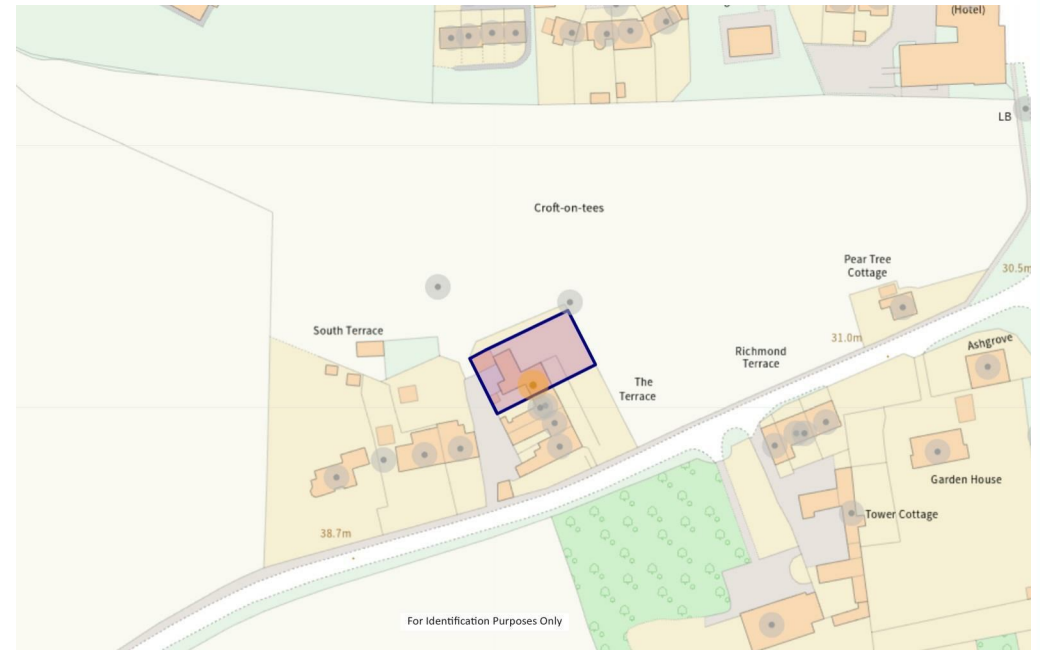 (Hotel)
LB
Croft-on-tees
Pear Tree
Cottage
30.5m
South Terrace
31.0m
Ashgrove
Richmond
Terrace
The
Terrace
Garden House
Tower Cottage
38.7m
For Identification Purposes Only